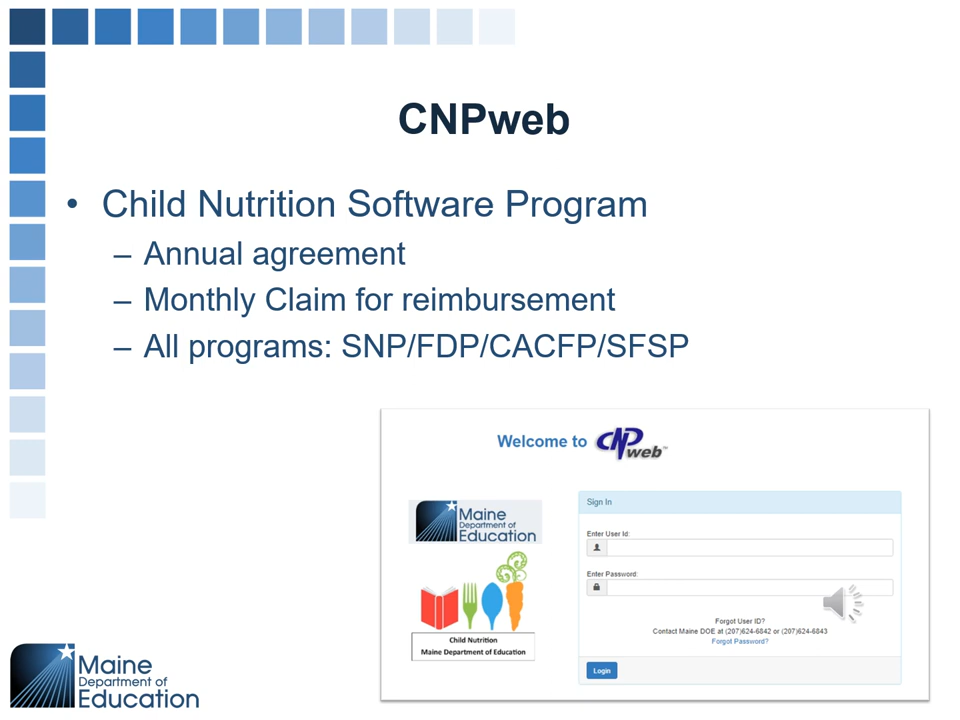 CNPweb
• Child Nutrition Software Program
– Annual agreement
– Monthly Claim for reimbursement
– All programs: SNP/FDP/CACFP/SFSP
Welcome to CNPweb™
Maine
Department of
Education
Sign In
Enter User Id:
Enter Password:
Forgot User ID?
Contact Maine DOE at (207)624-6842 or (207)624-6843
Forgot Password?
Login
Child Nutrition
Maine Department of Education
Maine
Department of
Education